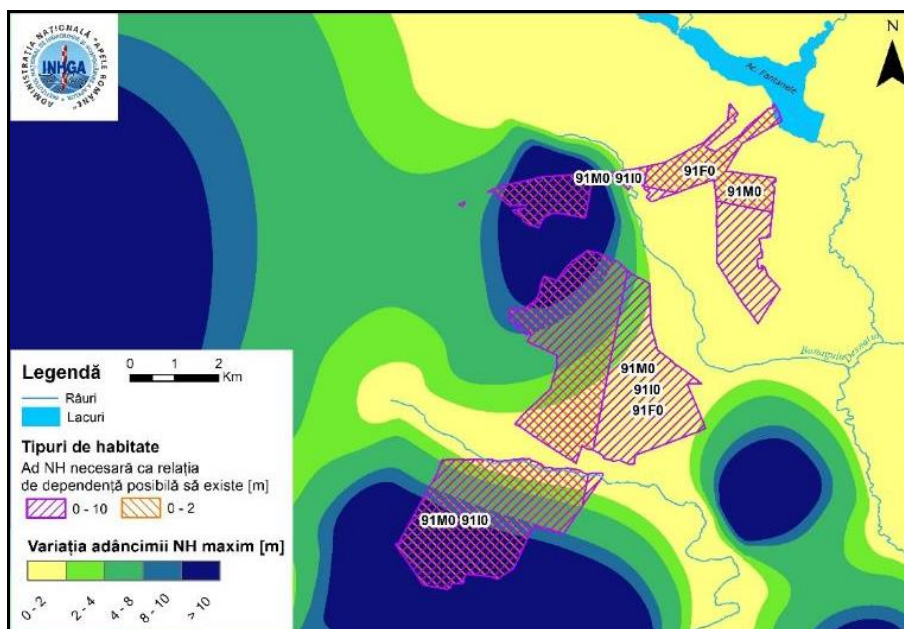 ADMINISTRAȚIA NAȚIONALĂ "APELE ROMÂNE"
INHGA
N
Ac. Fantanele
91M0 91I0
91F0
91M0
91M0
91I0
91F0
91M0 91I0
Legendă
0 1 2
Km
Râuri
Lacuri
Tipuri de habitate
Ad NH necesară ca relația
de dependență posibilă să existe [m]
0 - 10
0 - 2
Variația adâncimii NH maxim [m]
0 - 2
2 - 4
4 - 8
8 - 10
> 10